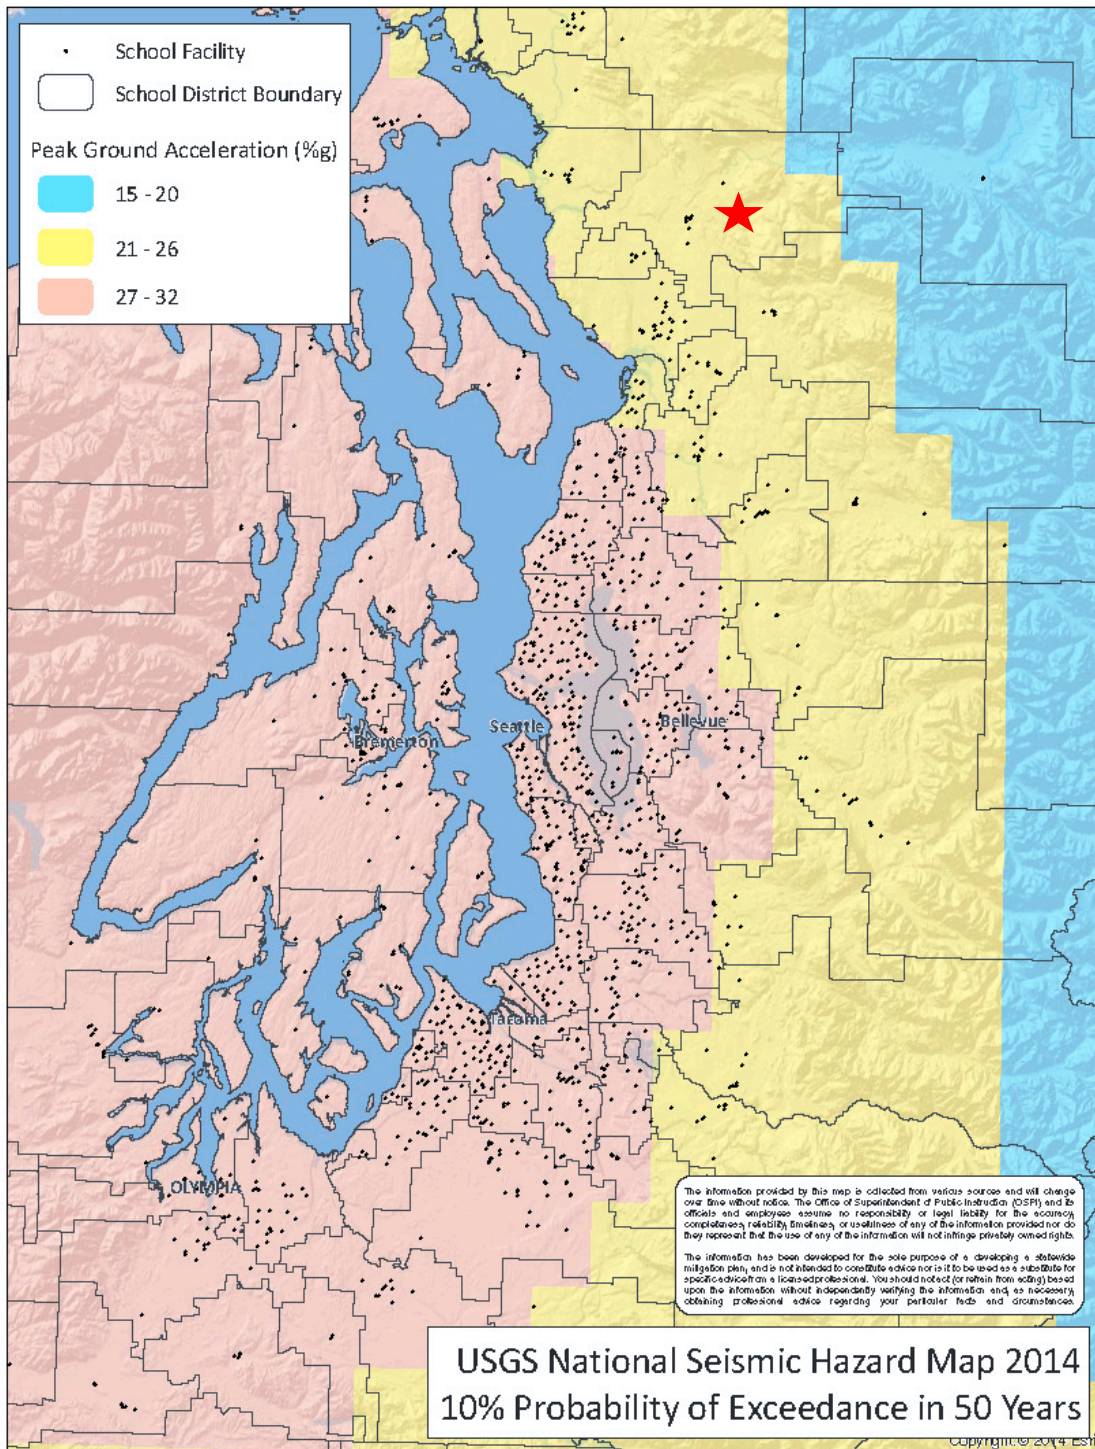 School Facility
School District Boundary
Peak Ground Acceleration (%g)
15 - 20
21 - 26
27 - 32
Seattle
Bellevue
Bremerton
Tacoma
OLYMPIA
The information provided by this map is collected from various sources and will change
over time without notice. The Office of Superintendent of Public Instruction (OSPI) and its
officials and employees assume no responsibility or legal liability for the accuracy,
completeness, reliability, timeliness, or usefulness of any of the information provided nor do
they represent that the use of any of the information will not infringe privately owned rights.
The information has been developed for the sole purpose of a developing a statewide
mitigation plan, and is not intended to constitute advice nor is it to be used as a substitute for
specific advice from a licensed professional. You should not act (or refrain from acting) based
upon the information without independently verifying the information and, as necessary,
obtaining professional advice regarding your particular facts and circumstances.
USGS National Seismic Hazard Map 2014
10% Probability of Exceedance in 50 Years
Copyright:© 2014 Esri